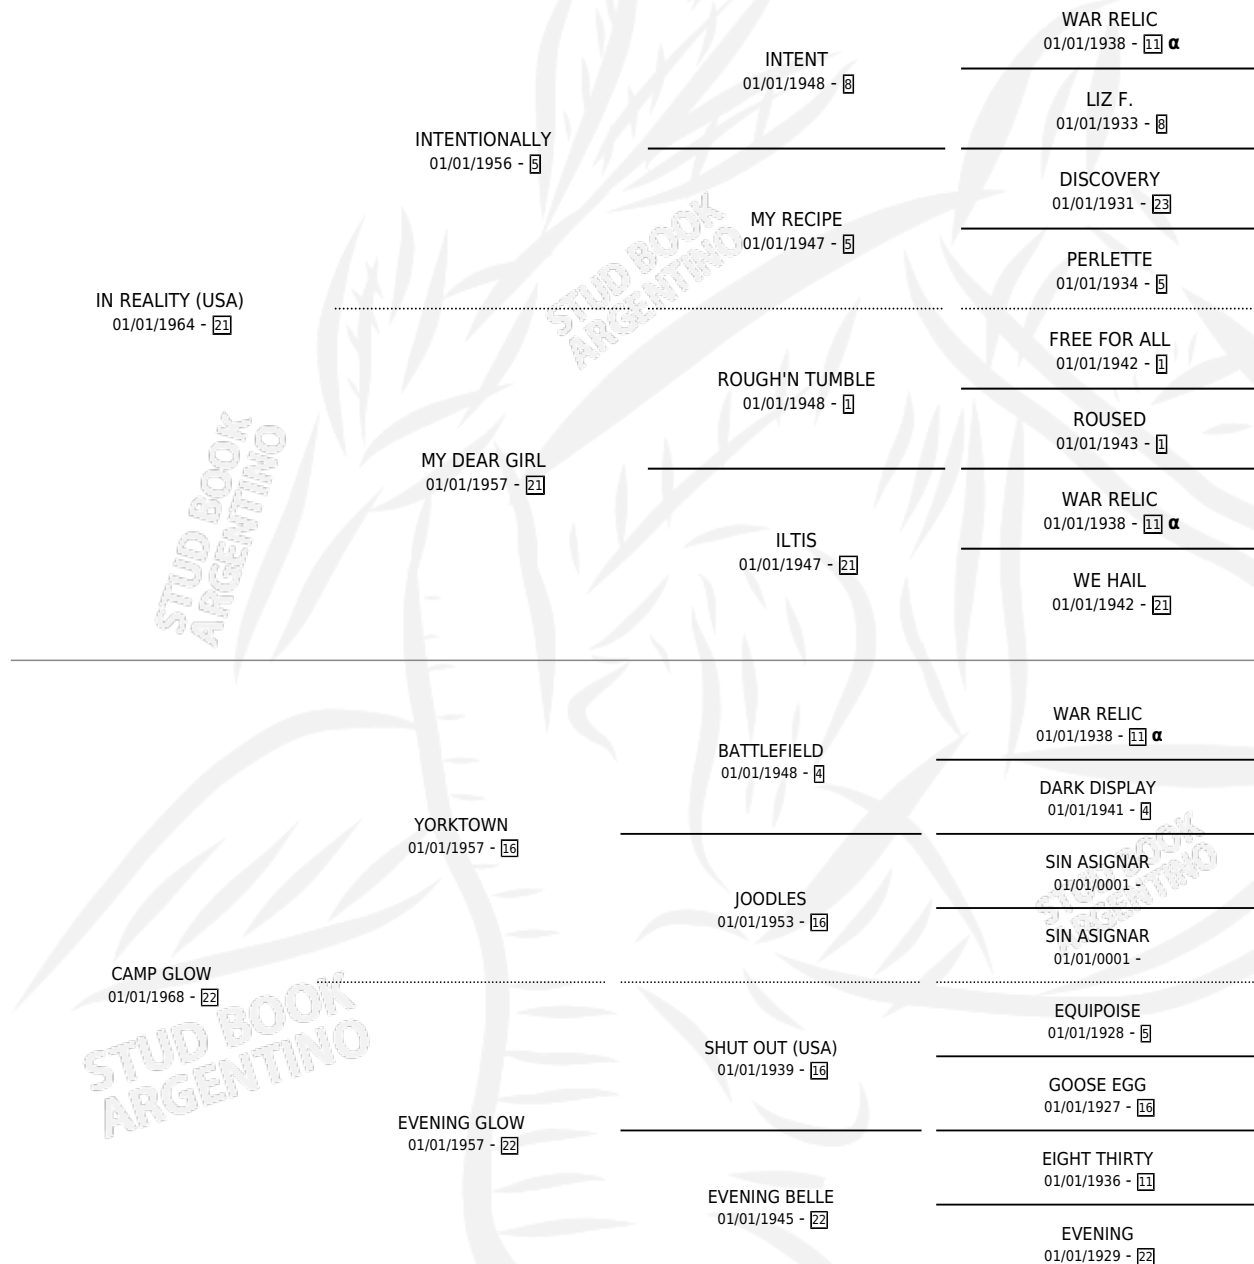 WAR RELIC
01/01/1938 - 11 α
INTENT
01/01/1948 - 8
LIZ F.
01/01/1933 - 8
INTENTIONALLY
01/01/1956 - 5
DISCOVERY
01/01/1931 - 23
MY RECIPE
01/01/1947 - 5
PERLETTE
01/01/1934 - 5
IN REALITY (USA)
01/01/1964 - 21
FREE FOR ALL
01/01/1942 - 1
ROUGH'N TUMBLE
01/01/1948 - 1
ROUSED
01/01/1943 - 1
MY DEAR GIRL
01/01/1957 - 21
WAR RELIC
01/01/1938 - 11 α
ILTIS
01/01/1947 - 21
WE HAIL
01/01/1942 - 21
WAR RELIC
01/01/1938 - 11 α
BATTLEFIELD
01/01/1948 - 4
DARK DISPLAY
01/01/1941 - 4
YORKTOWN
01/01/1957 - 16
SIN ASIGNAR
01/01/0001 -
JOODLES
01/01/1953 - 16
SIN ASIGNAR
01/01/0001 -
CAMP GLOW
01/01/1968 - 22
EQUIPOISE
01/01/1928 - 5
SHUT OUT (USA)
01/01/1939 - 16
GOOSE EGG
01/01/1927 - 16
EVENING GLOW
01/01/1957 - 22
EIGHT THIRTY
01/01/1936 - 11
EVENING BELLE
01/01/1945 - 22
EVENING
01/01/1929 - 22
STUD BOOK
ARGENTINO
STUD BOOK
ARGENTINO
STUD BOOK
ARGENTINO
STUD BOOK
ARGENTINO